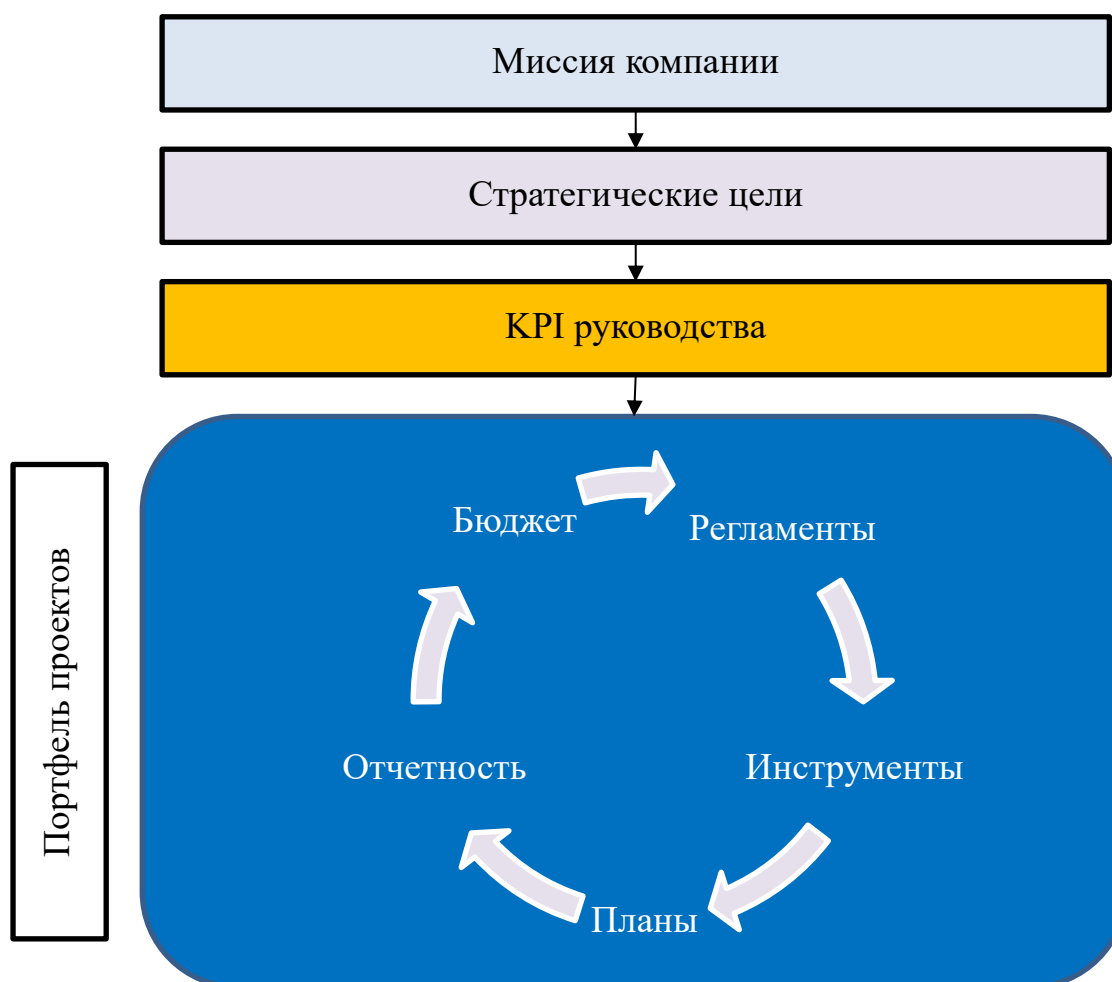 Миссия компании
Стратегические цели
KPI руководства
Портфель проектов
Бюджет
Регламенты
Инструменты
Планы
Отчетность